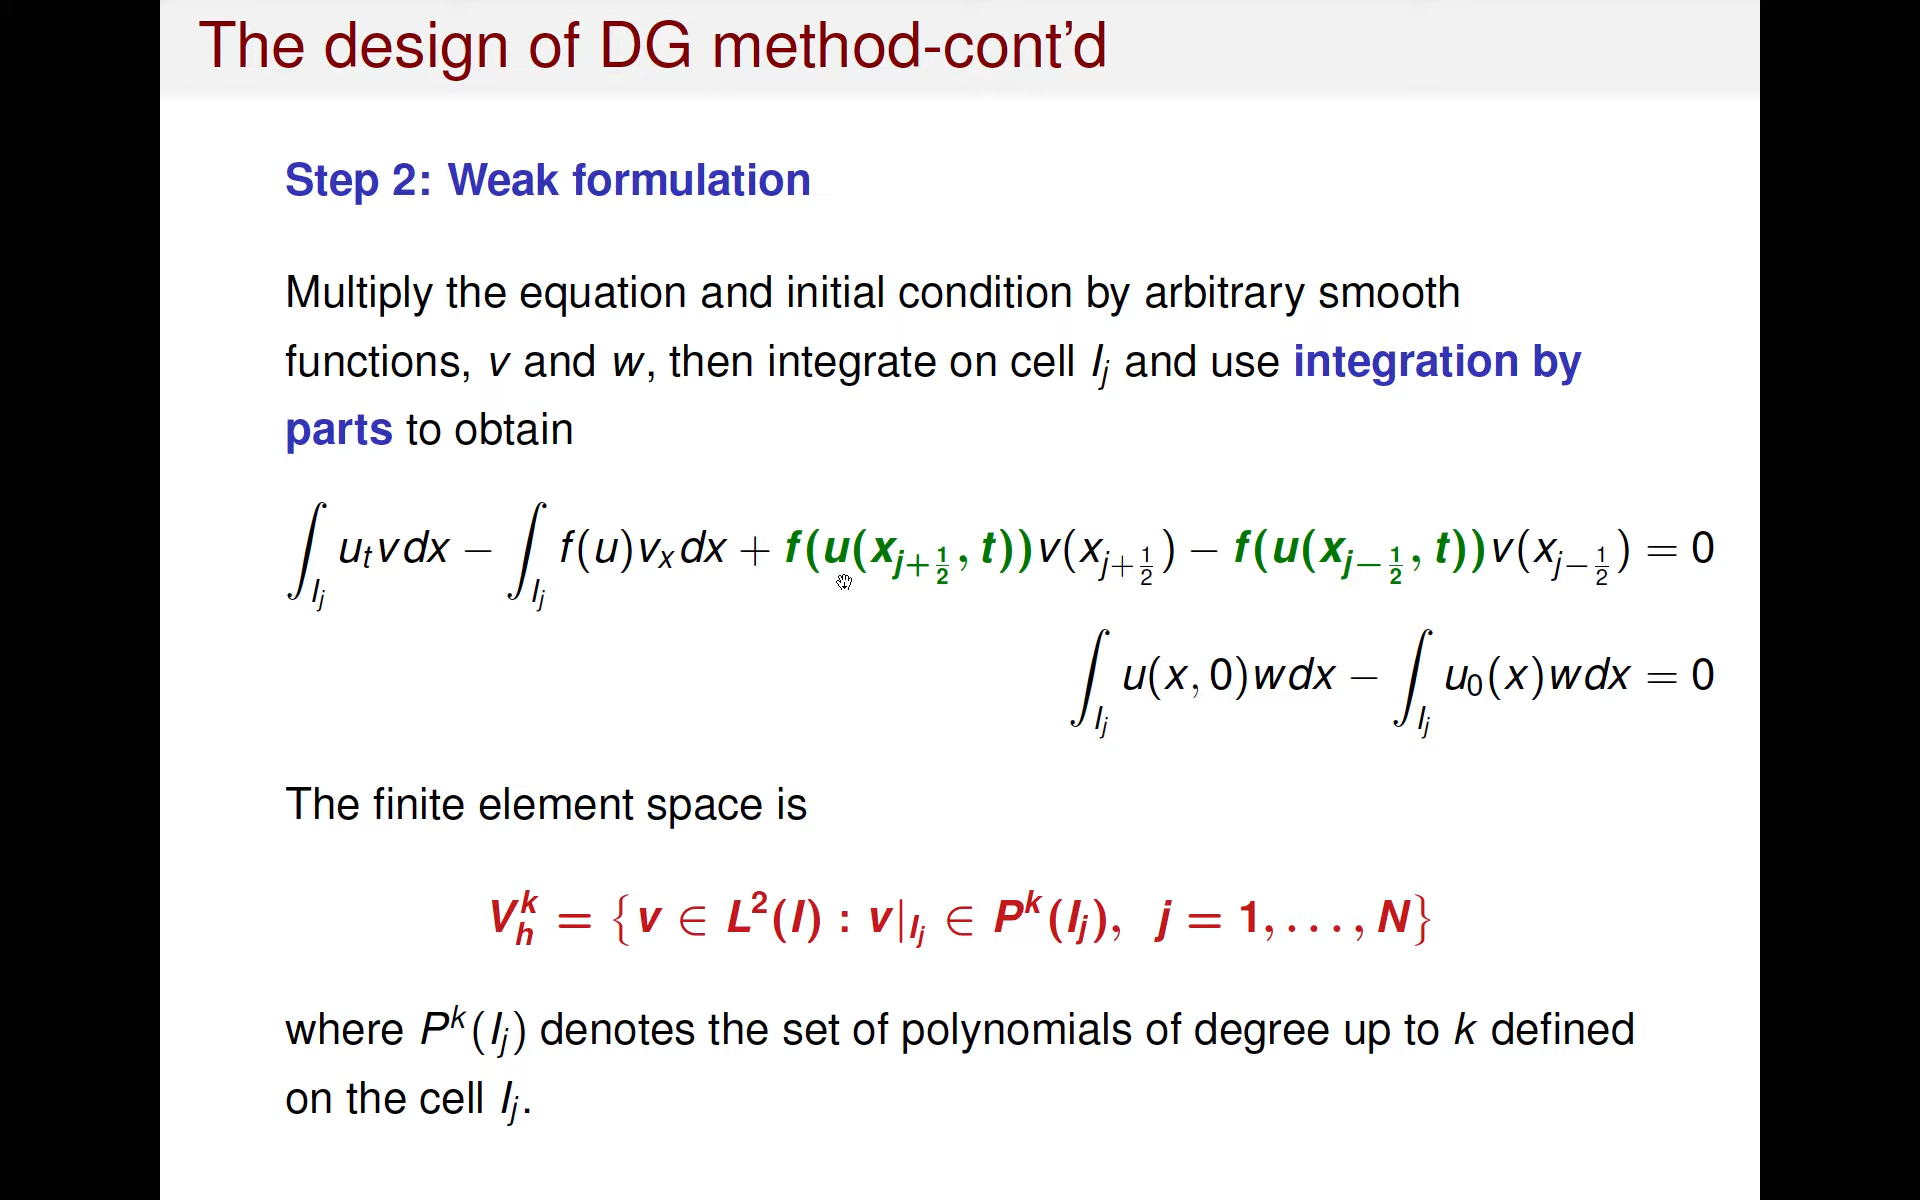 The design of DG method-cont’d
Step 2: Weak formulation
Multiply the equation and initial condition by arbitrary smooth
functions, v and w, then integrate on cell I_j and use integration by
parts to obtain
∫_{I_j} u_t v dx − ∫_{I_j} f(u) v_x dx + f(u(x_{j+1/2}, t)) v(x_{j+1/2}) − f(u(x_{j−1/2}, t)) v(x_{j−1/2}) = 0
∫_{I_j} u(x, 0) w dx − ∫_{I_j} u_0(x) w dx = 0
The finite element space is
V_h^k = {v ∈ L^2(I) : v|_{I_j} ∈ P^k(I_j), j = 1, . . . , N}
where P^k(I_j) denotes the set of polynomials of degree up to k defined
on the cell I_j.